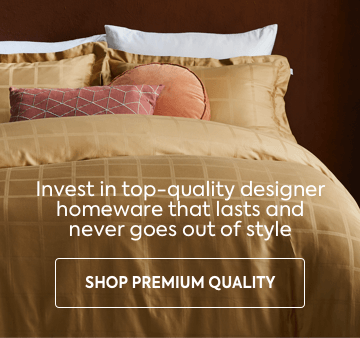 Invest in top-quality designer
homeware that lasts and
never goes out of style
SHOP PREMIUM QUALITY